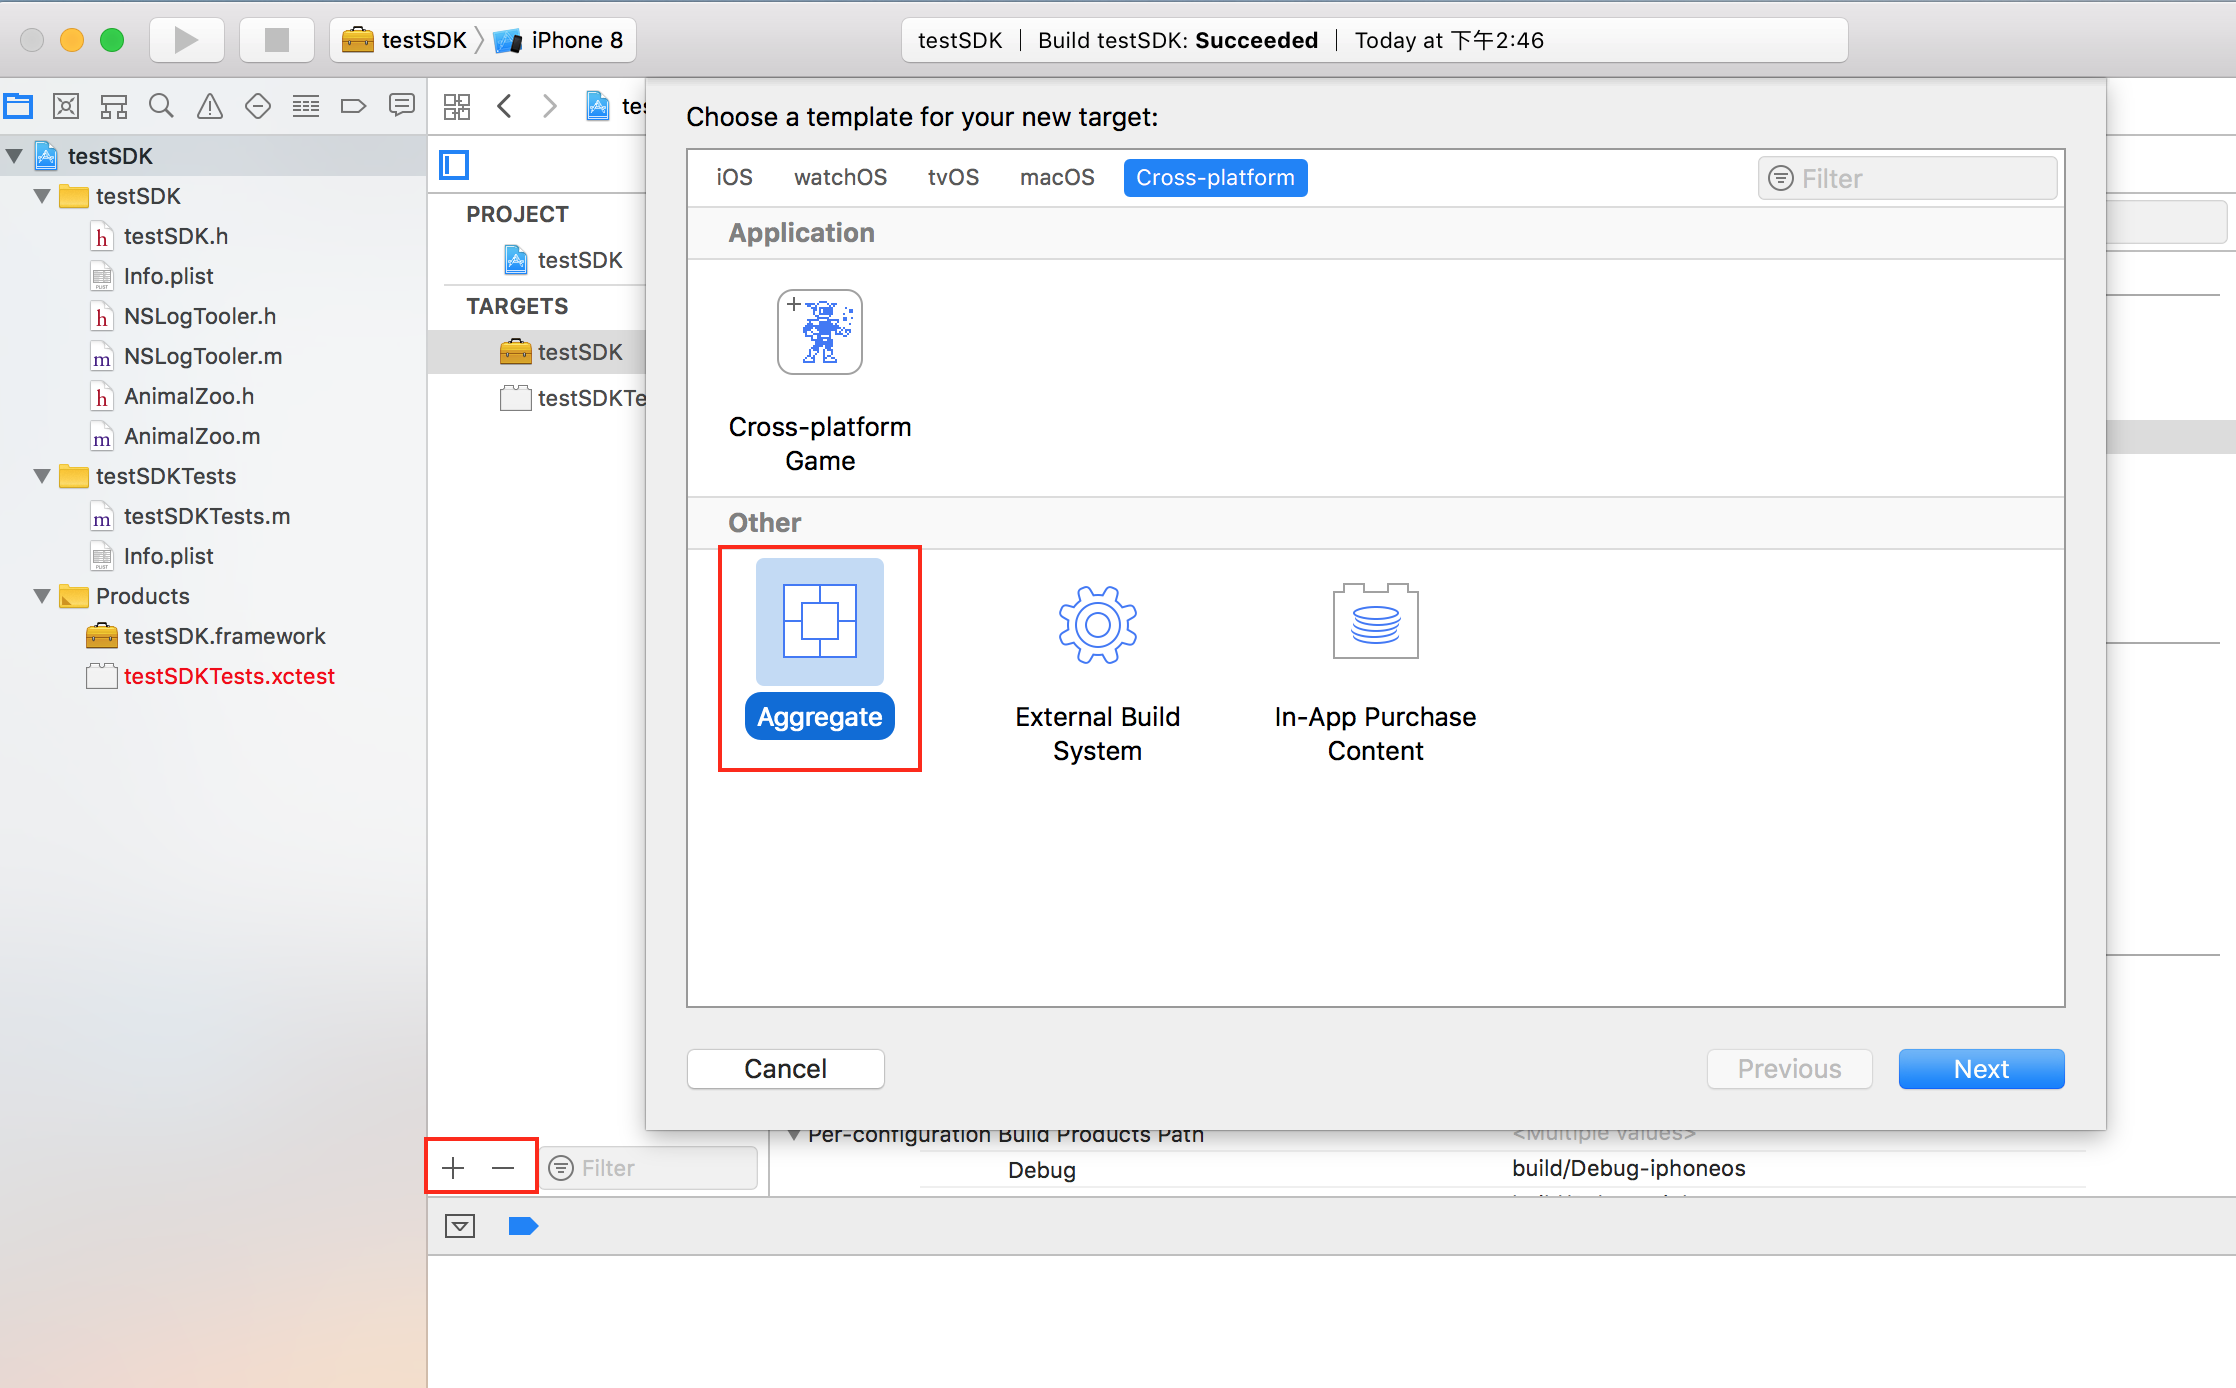 testSDK
iPhone 8
testSDK
Build testSDK: Succeeded
Today at 下午2:46
testSDK
testSDK
testSDK.h
Info.plist
NSLogTooler.h
NSLogTooler.m
AnimalZoo.h
AnimalZoo.m
testSDKTests
testSDKTests.m
Info.plist
Products
testSDK.framework
testSDKTests.xctest
tes
PROJECT
testSDK
TARGETS
testSDK
testSDKTe
Filter
Choose a template for your new target:
iOS
watchOS
tvOS
macOS
Cross-platform
Filter
Application
Cross-platform
Game
Other
Aggregate
External Build
System
In-App Purchase
Content
Cancel
Previous
Next
Per-configuration Build Products Path
<Multiple values>
Debug
build/Debug-iphoneos